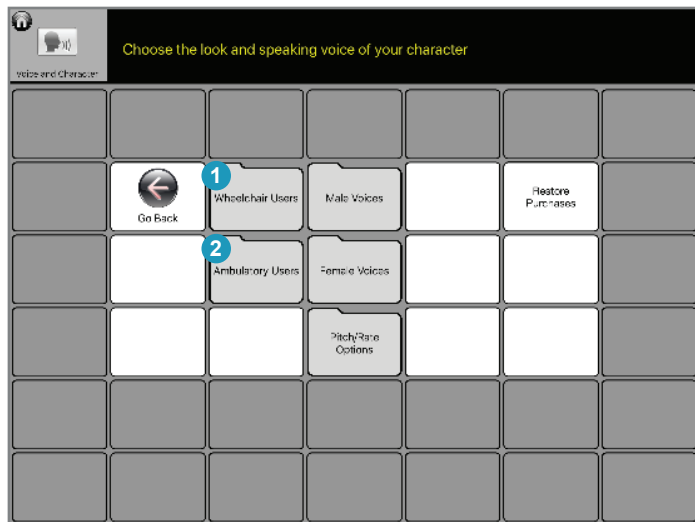 Choose the look and speaking voice of your character
Voice and Character
1
Go Back
Wheelchair Users
Male Voices
Restore
Purchases
2
Ambulatory Users
Female Voices
Pitch/Rate
Options